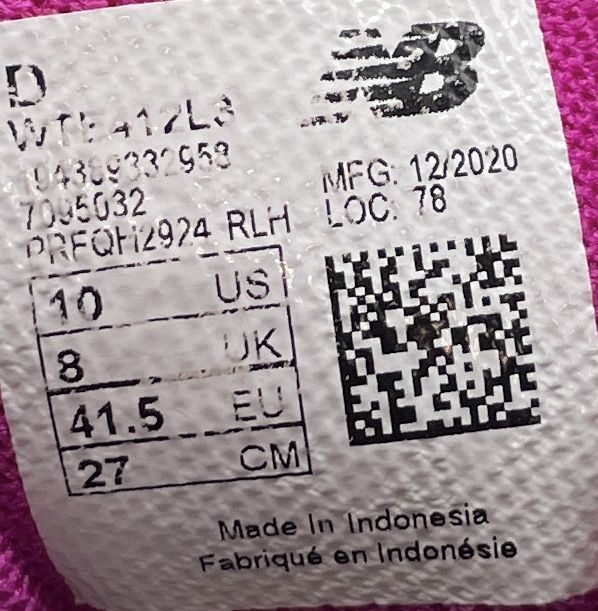 D
WTE412L3
194389332958
7095032
PRFQH2924 RLH
10 US
8 UK
41.5 EU
27 CM
NB
MFG: 12/2020
LOC: 78
Made In Indonesia
Fabriqué en Indonésie